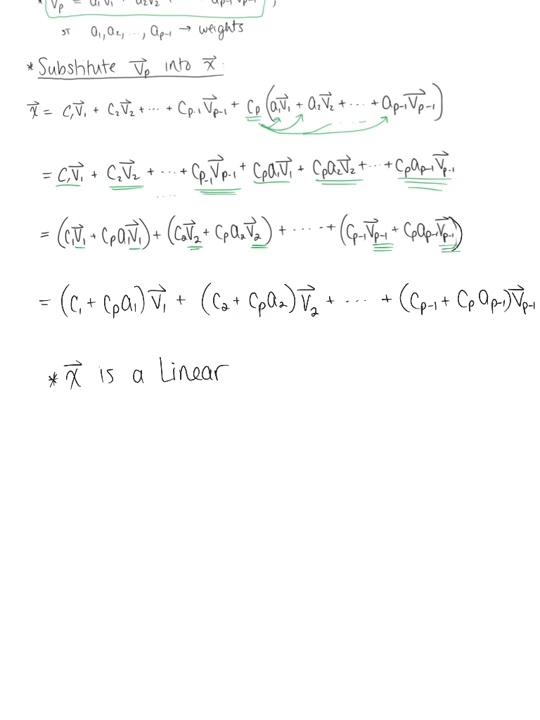 st a₁, a₂, ..., aₚ₋₁ → weights
* Substitute v⃗ₚ into x⃗
x⃗ = c₁v⃗₁ + c₂v⃗₂ + ... + cₚ₋₁v⃗ₚ₋₁ + cₚ(a₁v⃗₁ + a₂v⃗₂ + ... + aₚ₋₁v⃗ₚ₋₁)
= c₁v⃗₁ + c₂v⃗₂ + ... + cₚ₋₁v⃗ₚ₋₁ + cₚa₁v⃗₁ + cₚa₂v⃗₂ + ... + cₚaₚ₋₁v⃗ₚ₋₁
= (c₁v⃗₁ + cₚa₁v⃗₁) + (c₂v⃗₂ + cₚa₂v⃗₂) + .... + (cₚ₋₁v⃗ₚ₋₁ + cₚaₚ₋₁v⃗ₚ₋₁)
= (c₁ + cₚa₁)v⃗₁ + (c₂ + cₚa₂)v⃗₂ + ... + (cₚ₋₁ + cₚaₚ₋₁)v⃗ₚ₋₁
* x⃗ is a Linear